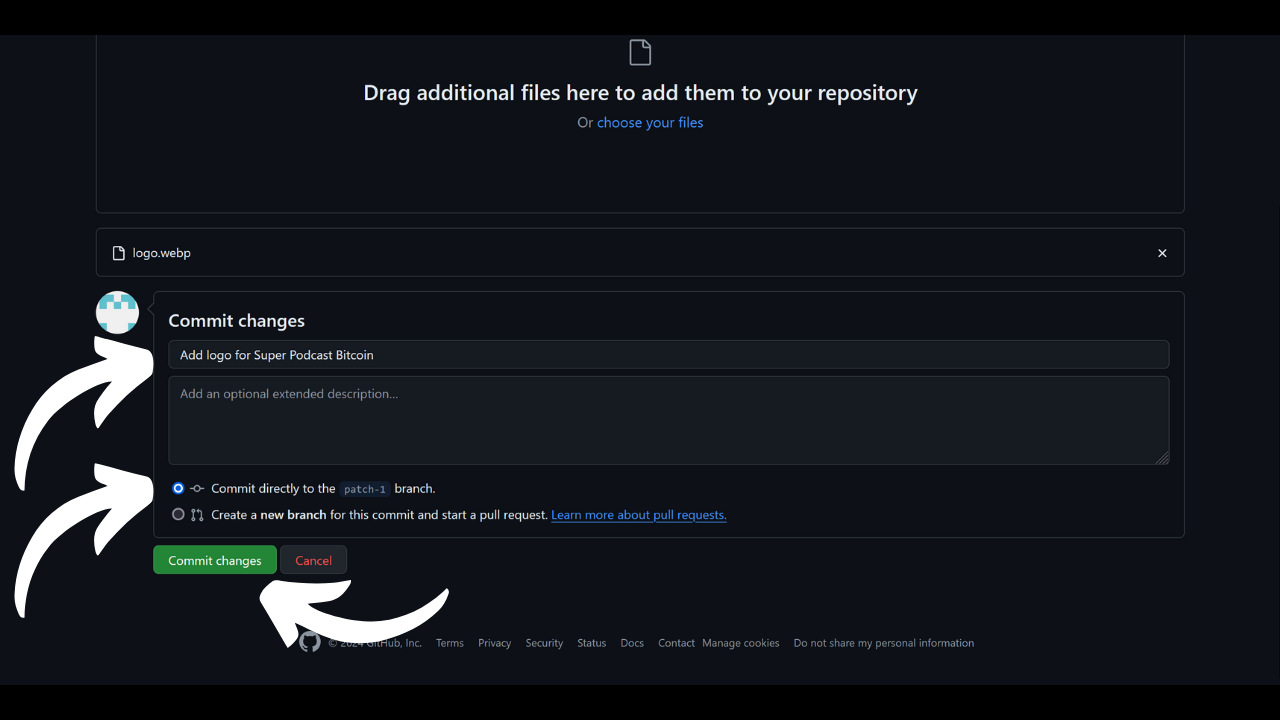 Drag additional files here to add them to your repository
Or choose your files
logo.webp
Commit changes
Add logo for Super Podcast Bitcoin
Add an optional extended description...
Commit directly to the patch-1 branch.
Create a new branch for this commit and start a pull request. Learn more about pull requests.
Commit changes Cancel
© 2024 GitHub, Inc. Terms Privacy Security Status Docs Contact Manage cookies Do not share my personal information